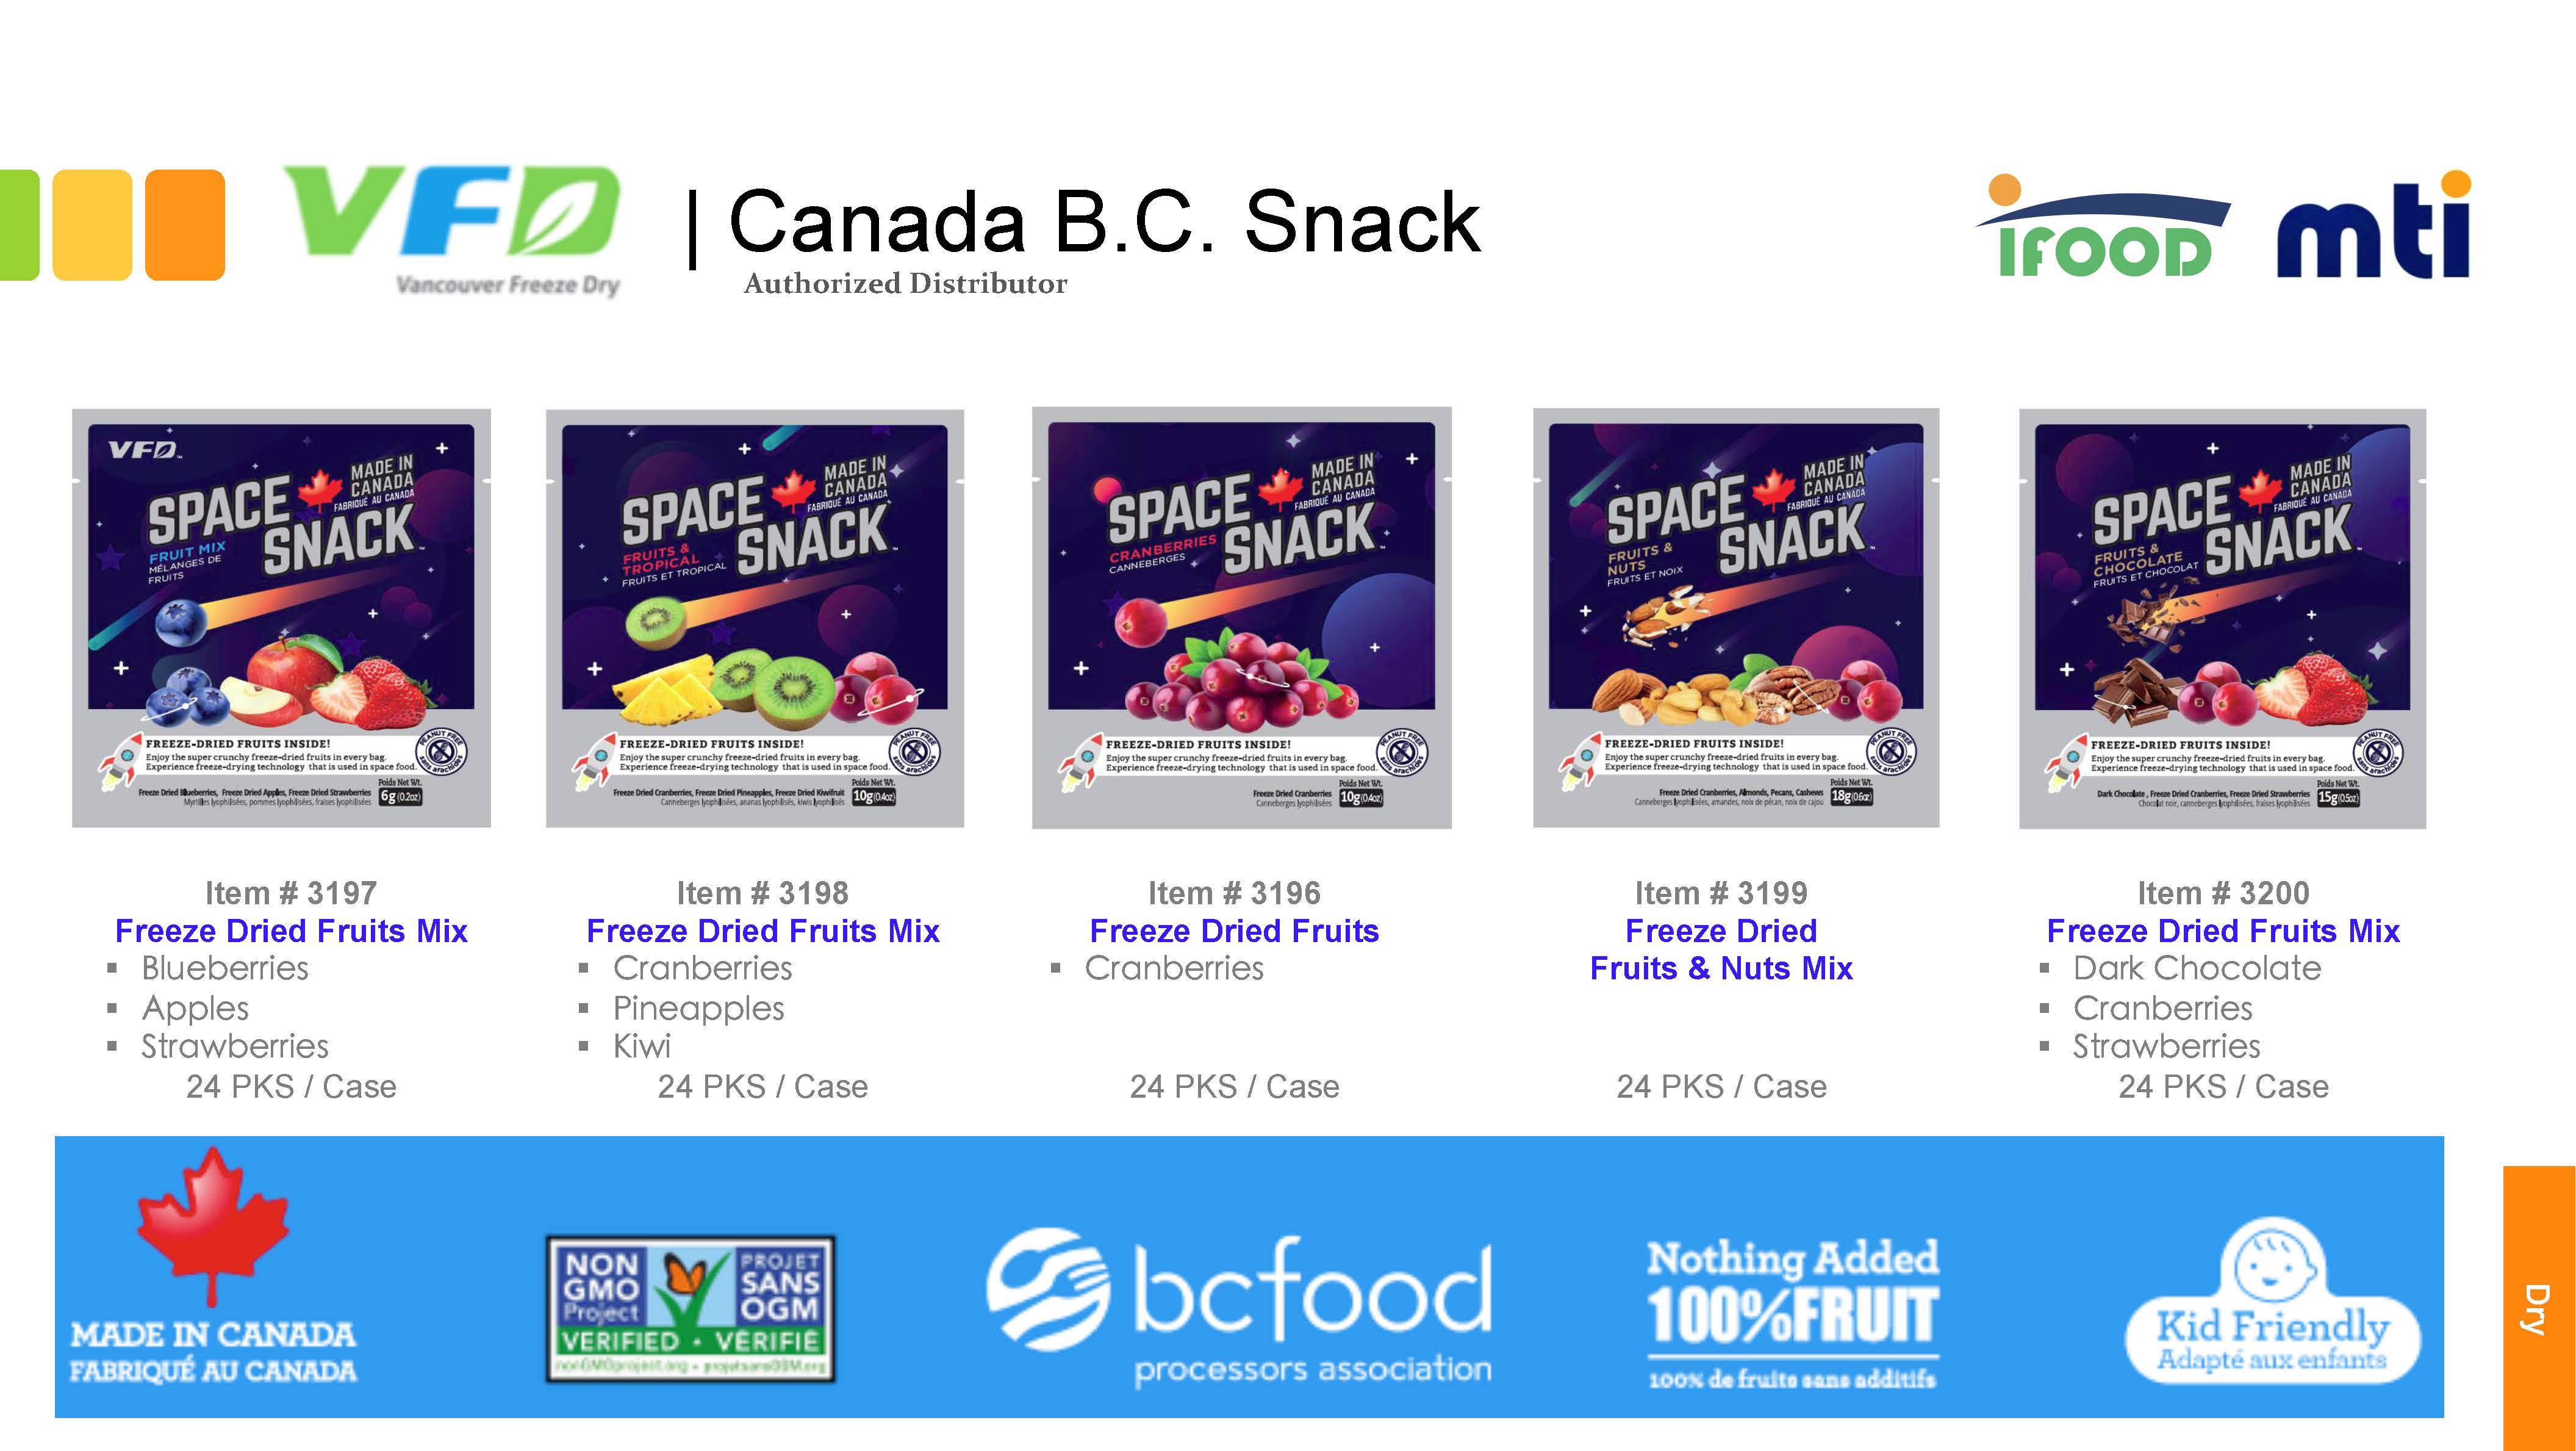 VFD
Vancouver Freeze Dry
| Canada B.C. Snack
Authorized Distributor
IFOOD
mti
VFD
SPACE SNACK
MADE IN CANADA
FABRIQUÉ AU CANADA
FRUIT MIX
MÉLANGES DE FRUITS
FREEZE-DRIED FRUITS INSIDE!
Enjoy the super crunchy freeze-dried fruits in every bag.
Experience freeze-drying technology that is used in space food.
PEANUT FREE
sans arachides
Freeze Dried Blueberries, Freeze Dried Apples, Freeze Dried Strawberries
Myrtilles lyophilisées, pommes lyophilisées, fraises lyophilisées
Poids Net Wt.
6g(0.2oz)
SPACE SNACK
MADE IN CANADA
FABRIQUÉ AU CANADA
FRUITS & TROPICAL
FRUITS ET TROPICAL
FREEZE-DRIED FRUITS INSIDE!
Enjoy the super crunchy freeze-dried fruits in every bag.
Experience freeze-drying technology that is used in space food.
PEANUT FREE
sans arachides
Freeze Dried Cranberries, Freeze Dried Pineapples, Freeze Dried Kiwifruit
Canneberges lyophilisées, ananas lyophilisés, kiwis lyophilisés
Poids Net Wt.
10g(0.4oz)
SPACE SNACK
MADE IN CANADA
FABRIQUÉ AU CANADA
CRANBERRIES
CANNEBERGES
FREEZE-DRIED FRUITS INSIDE!
Enjoy the super crunchy freeze-dried fruits in every bag.
Experience freeze-drying technology that is used in space food.
PEANUT FREE
sans arachides
Freeze Dried Cranberries
Canneberges lyophilisées
Poids Net Wt.
10g(0.4oz)
SPACE SNACK
MADE IN CANADA
FABRIQUÉ AU CANADA
FRUITS & NUTS
FRUITS ET NOIX
FREEZE-DRIED FRUITS INSIDE!
Enjoy the super crunchy freeze-dried fruits in every bag.
Experience freeze-drying technology that is used in space food.
PEANUT FREE
sans arachides
Freeze Dried Cranberries, Almonds, Pecans, Cashews
Canneberges lyophilisées, amandes, noix de pécan, noix de cajou
Poids Net Wt.
18g(0.6oz)
SPACE SNACK
MADE IN CANADA
FABRIQUÉ AU CANADA
FRUITS & CHOCOLATE
FRUITS ET CHOCOLAT
FREEZE-DRIED FRUITS INSIDE!
Enjoy the super crunchy freeze-dried fruits in every bag.
Experience freeze-drying technology that is used in space food.
PEANUT FREE
sans arachides
Dark Chocolate , Freeze Dried Cranberries, Freeze Dried Strawberries
Chocolat noir, canneberges lyophilisées, fraises lyophilisées
Poids Net Wt.
15g(0.5oz)
Item # 3197
Freeze Dried Fruits Mix
▪ Blueberries
▪ Apples
▪ Strawberries
24 PKS / Case
Item # 3198
Freeze Dried Fruits Mix
▪ Cranberries
▪ Pineapples
▪ Kiwi
24 PKS / Case
Item # 3196
Freeze Dried Fruits
▪ Cranberries
24 PKS / Case
Item # 3199
Freeze Dried
Fruits & Nuts Mix
24 PKS / Case
Item # 3200
Freeze Dried Fruits Mix
▪ Dark Chocolate
▪ Cranberries
▪ Strawberries
24 PKS / Case
MADE IN CANADA
FABRIQUÉ AU CANADA
NON GMO Project
PROJET SANS OGM
VERIFIED · VÉRIFIÉ
nonGMOproject.org • projetsansOGM.org
bcfood
processors association
Nothing Added
100%FRUIT
100% de fruits sans additifs
Kid Friendly
Adapté aux enfants
Dry